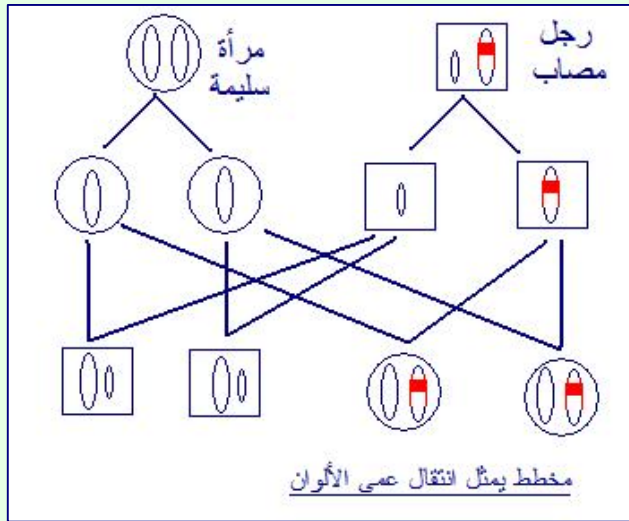 مرأة
سليمة
رجل
مصاب
مخطط يمثل انتقال عمى الألوان